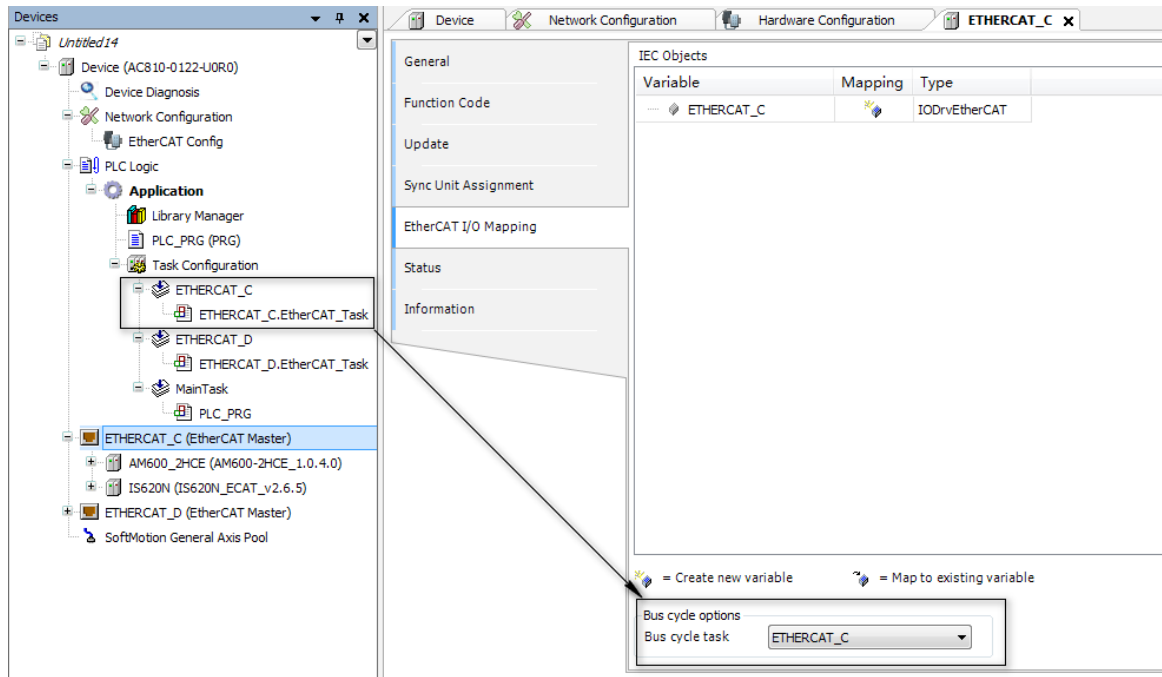 Devices
Untitled14
Device (AC810-0122-U0R0)
Device Diagnosis
Network Configuration
EtherCAT Config
PLC Logic
Application
Library Manager
PLC_PRG (PRG)
Task Configuration
ETHERCAT_C
ETHERCAT_C.EtherCAT_Task
ETHERCAT_D
ETHERCAT_D.EtherCAT_Task
MainTask
PLC_PRG
ETHERCAT_C (EtherCAT Master)
AM600_2HCE (AM600-2HCE_1.0.4.0)
IS620N (IS620N_ECAT_v2.6.5)
ETHERCAT_D (EtherCAT Master)
SoftMotion General Axis Pool
Device Network Configuration Hardware Configuration ETHERCAT_C
General
Function Code
Update
Sync Unit Assignment
EtherCAT I/O Mapping
Status
Information
IEC Objects
Variable Mapping Type
ETHERCAT_C IODrvEtherCAT
= Create new variable = Map to existing variable
Bus cycle options
Bus cycle task ETHERCAT_C